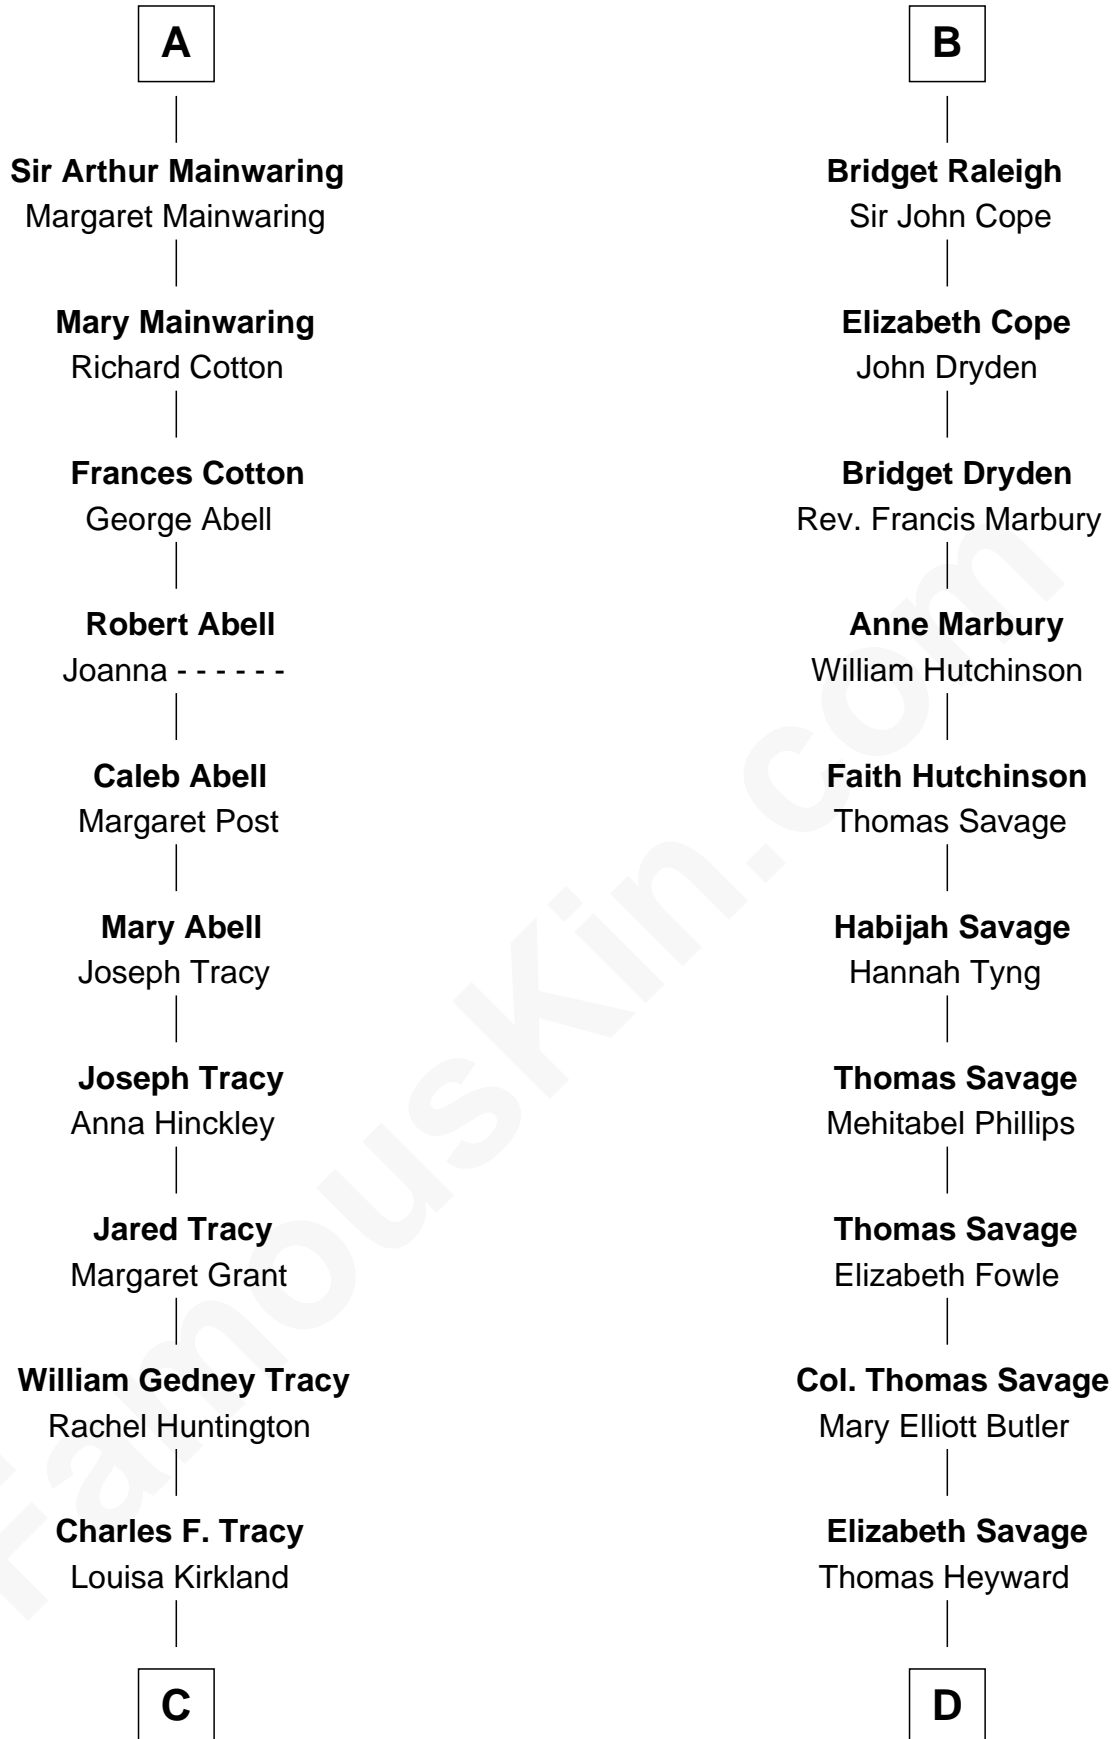 A
Sir Arthur Mainwaring
Margaret Mainwaring
Mary Mainwaring
Richard Cotton
Frances Cotton
George Abell
Robert Abell
Joanna - - - - - -
Caleb Abell
Margaret Post
Mary Abell
Joseph Tracy
Joseph Tracy
Anna Hinckley
Jared Tracy
Margaret Grant
William Gedney Tracy
Rachel Huntington
Charles F. Tracy
Louisa Kirkland
C
B
Bridget Raleigh
Sir John Cope
Elizabeth Cope
John Dryden
Bridget Dryden
Rev. Francis Marbury
Anne Marbury
William Hutchinson
Faith Hutchinson
Thomas Savage
Habijah Savage
Hannah Tyng
Thomas Savage
Mehitabel Phillips
Thomas Savage
Elizabeth Fowle
Col. Thomas Savage
Mary Elliott Butler
Elizabeth Savage
Thomas Heyward
D
FamousKin.com